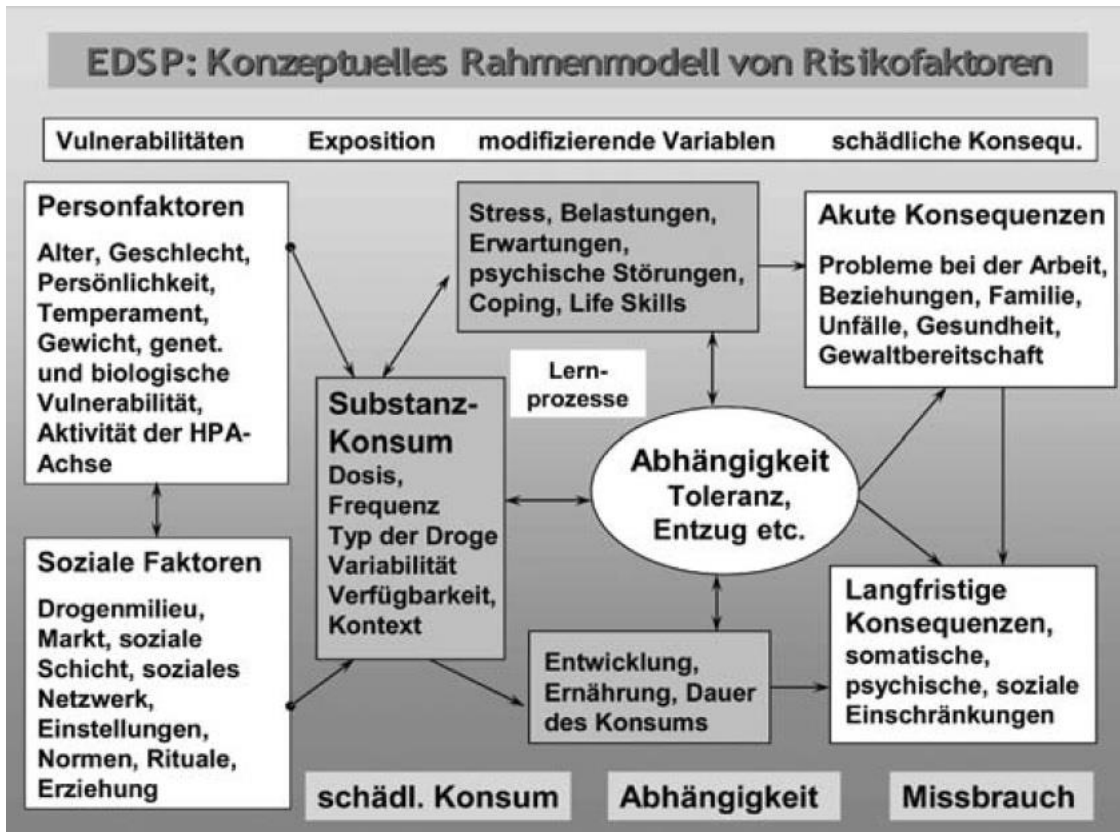 EDSP: Konzeptuelles Rahmenmodell von Risikofaktoren
Vulnerabilitäten Exposition modifizierende Variablen schädliche Konsequ.
Personfaktoren
Alter, Geschlecht,
Persönlichkeit,
Temperament,
Gewicht, genet.
und biologische
Vulnerabilität,
Aktivität der HPA-
Achse
Soziale Faktoren
Drogenmilieu,
Markt, soziale
Schicht, soziales
Netzwerk,
Einstellungen,
Normen, Rituale,
Erziehung
Substanz-
Konsum
Dosis,
Frequenz
Typ der Droge
Variabilität
Verfügbarkeit,
Kontext
Stress, Belastungen,
Erwartungen,
psychische Störungen,
Coping, Life Skills
Lern-
prozesse
Abhängigkeit
Toleranz,
Entzug etc.
Entwicklung,
Ernährung, Dauer
des Konsums
Akute Konsequenzen
Probleme bei der Arbeit,
Beziehungen, Familie,
Unfälle, Gesundheit,
Gewaltbereitschaft
Langfristige
Konsequenzen,
somatische,
psychische, soziale
Einschränkungen
schädl. Konsum Abhängigkeit Missbrauch